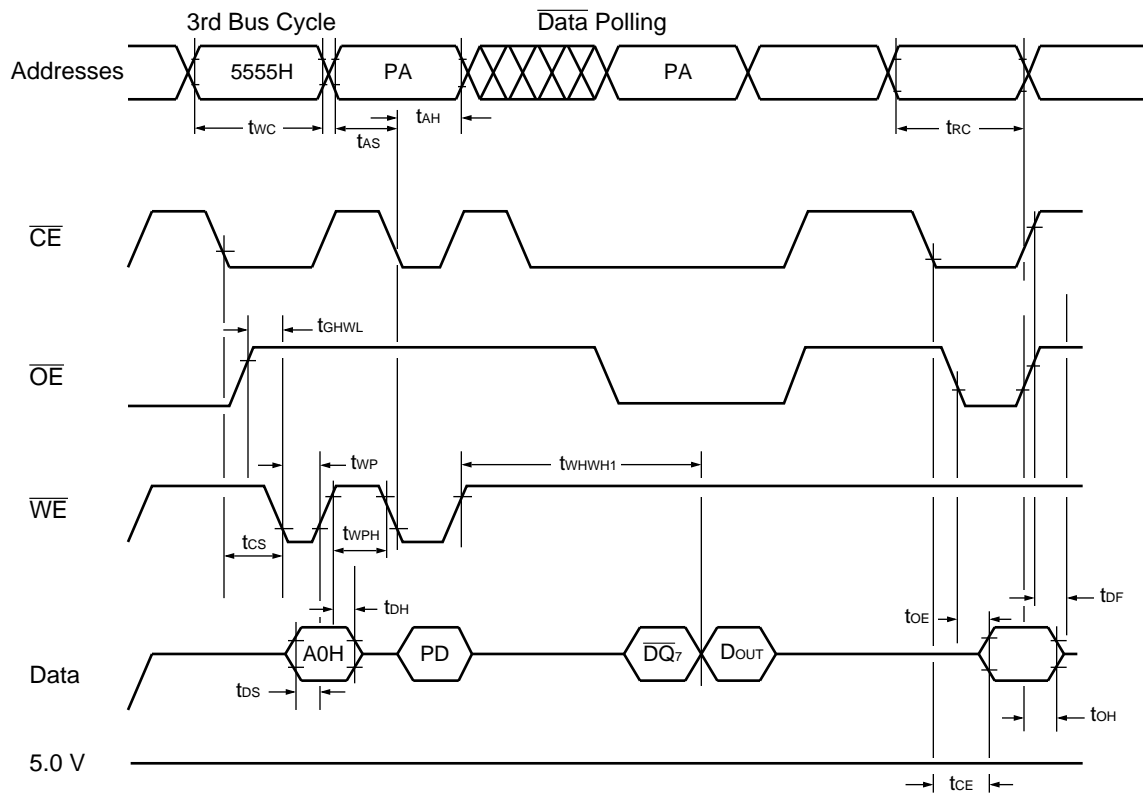 3rd Bus Cycle
Data Polling
Addresses
5555H
PA
PA
tWC
tAS
tAH
tRC
CE
tGHWL
OE
tWP
tWHWH1
WE
tCS
tWPH
tDH
tOE
tDF
Data
A0H
PD
DQ7
DOUT
tDS
tOH
5.0 V
tCE